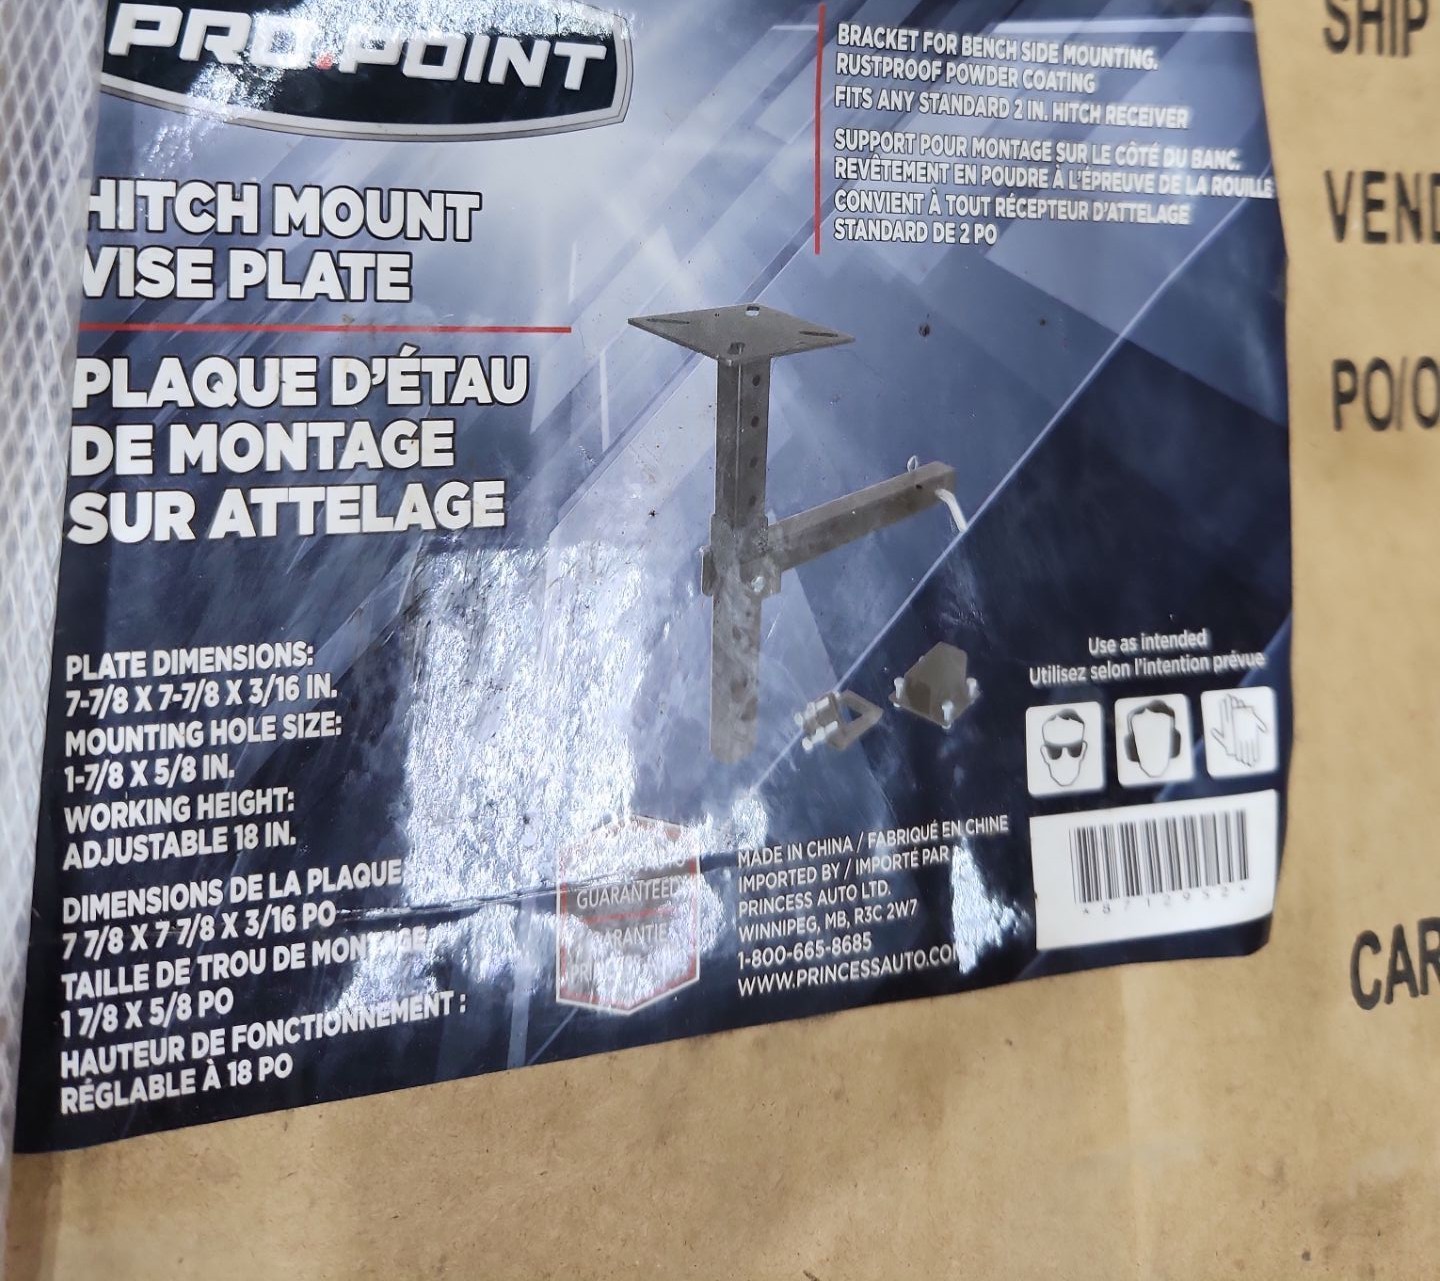 PRO.POINT
HITCH MOUNT
VISE PLATE
PLAQUE D'ÉTAU
DE MONTAGE
SUR ATTELAGE
PLATE DIMENSIONS:
7-7/8 X 7-7/8 X 3/16 IN.
MOUNTING HOLE SIZE:
1-7/8 X 5/8 IN.
WORKING HEIGHT:
ADJUSTABLE 18 IN.
DIMENSIONS DE LA PLAQUE
7 7/8 X 7 7/8 X 3/16 PO
TAILLE DE TROU DE MONTAGE
1 7/8 X 5/8 PO
HAUTEUR DE FONCTIONNEMENT :
RÉGLABLE À 18 PO
BRACKET FOR BENCH SIDE MOUNTING.
RUSTPROOF POWDER COATING
FITS ANY STANDARD 2 IN. HITCH RECEIVER
SUPPORT POUR MONTAGE SUR LE CÔTÉ DU BANC.
REVÊTEMENT EN POUDRE À L'ÉPREUVE DE LA ROUILLE
CONVIENT À TOUT RÉCEPTEUR D'ATTELAGE
STANDARD DE 2 PO
GUARANTEED
GARANTIE
MADE IN CHINA / FABRIQUÉ EN CHINE
IMPORTED BY / IMPORTÉ PAR
PRINCESS AUTO LTD.
WINNIPEG, MB, R3C 2W7
1-800-665-8685
WWW.PRINCESSAUTO.CO
Use as intended
Utilisez selon l'intention prévue
SHIP
VEND
PO/O
CAR